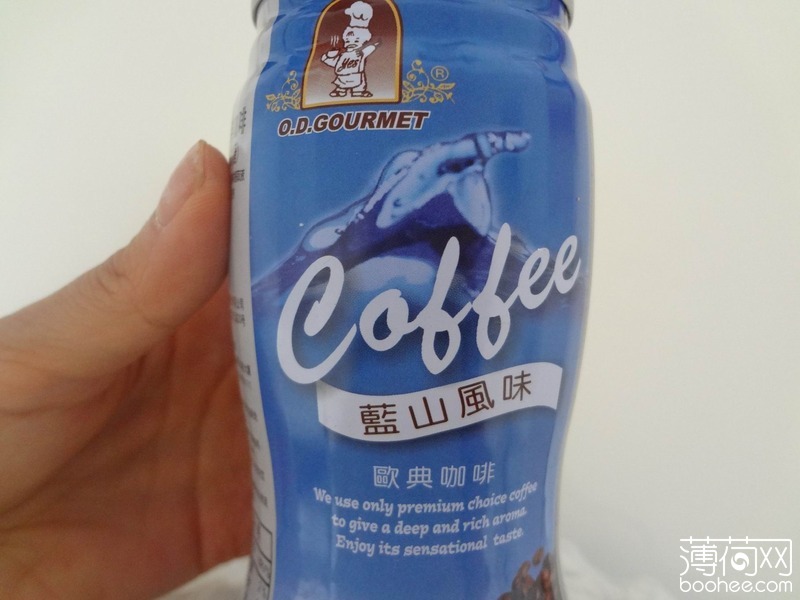 Yes
®
O.D.GOURMET
Coffee
藍山風味
歐典咖啡
We use only premium choice coffee
to give a deep and rich aroma.
Enjoy its sensational taste.
薄荷网
boohee.com